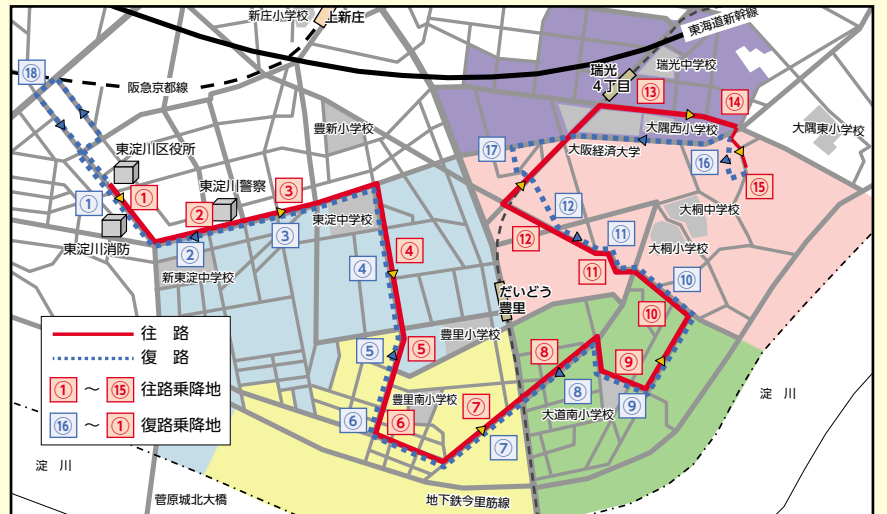 新庄小学校
上新庄
東海道新幹線
瑞光中学校
瑞光
4丁目
⑱
阪急京都線
⑬
⑭
豊新小学校
大隅西小学校
大隅東小学校
東淀川区役所
大阪経済大学
⑰
⑯
⑮
東淀川警察
③
①
①
②
東淀中学校
⑫
大桐中学校
東淀川消防
②
③
⑫
⑪
大桐小学校
新東淀中学校
④
④
⑪
⑩
だいどう
豊里
⑩
往 路
復 路
豊里小学校
⑤
⑤
⑧
⑨
①～⑮ 往路乗降地
豊里南小学校
⑧
淀 川
⑥
⑥
⑦
大道南小学校
⑨
⑯～① 復路乗降地
⑦
淀 川
菅原城北大橋
地下鉄今里筋線